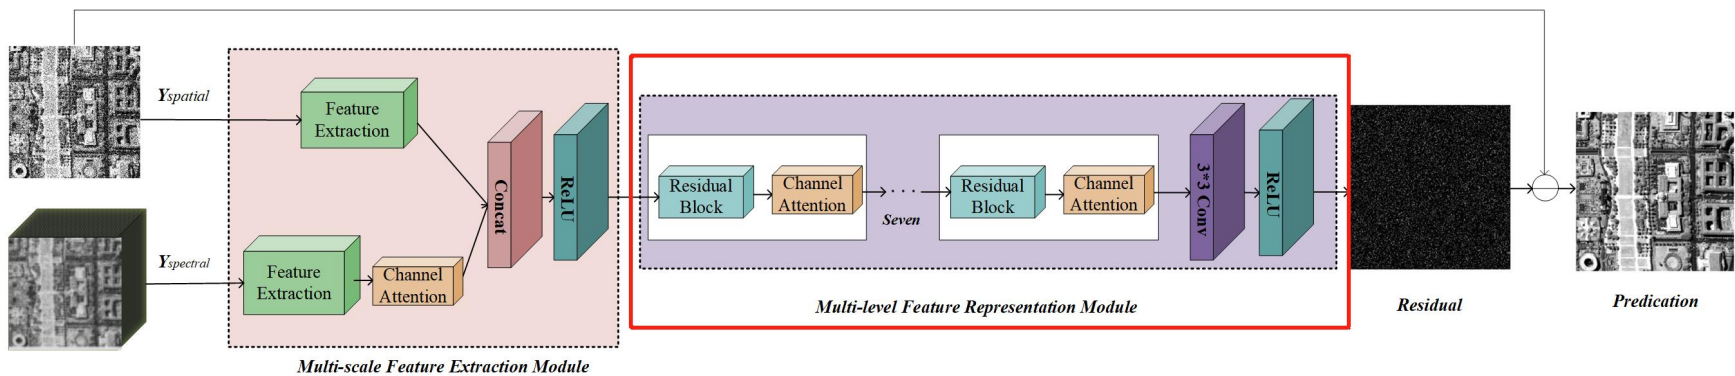 Yspatial
Feature
Extraction
Yspectral
Feature
Extraction
Channel
Attention
Concat
ReLU
Multi-scale Feature Extraction Module
Residual
Block
Channel
Attention
· · ·
Seven
Residual
Block
Channel
Attention
3*3 Conv
ReLU
Multi-level Feature Representation Module
Residual
Predication